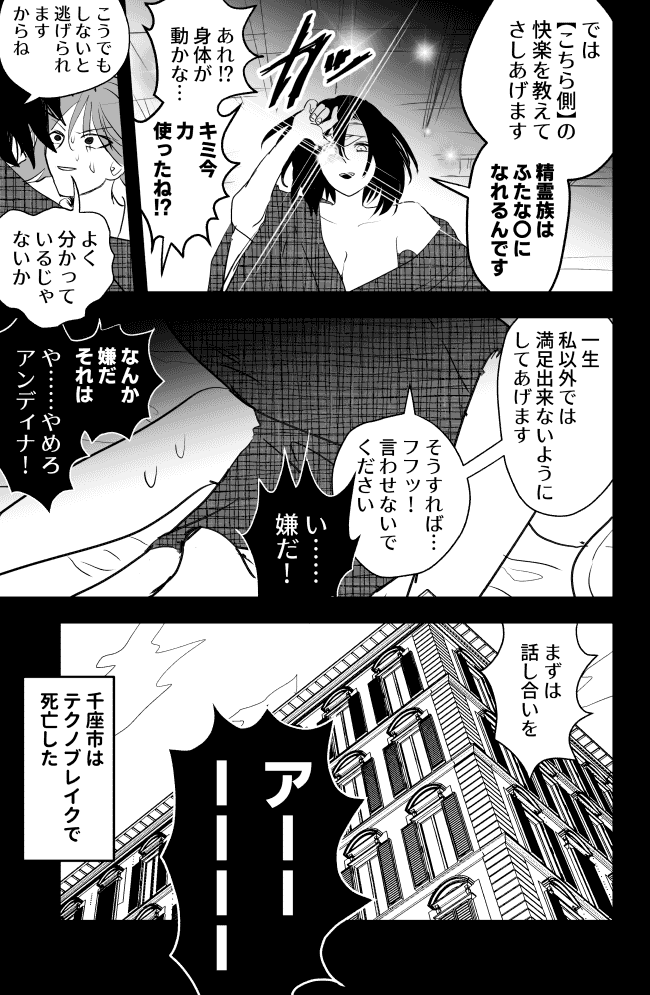 では
【こちら側】の
快楽を教えて
さしあげます
精霊族は
ふたな〇に
なれるんです
ガッ
あれ!?
身体が
動かな…
キミ今
力
使ったね!?
こうでも
しないと
逃げられ
ます
からね
よく
分かって
いるじゃ
ないか
一生
私以外では
満足出来ないように
してあげます
そうすれば…
フフッ!
言わせないで
ください
い……
嫌だ!
なんか
嫌だ
それは
や……やめろ
アンディナ!
まずは
話し合いを
アーー
ーーーー
千座市は
テクノブレイクで
死亡した